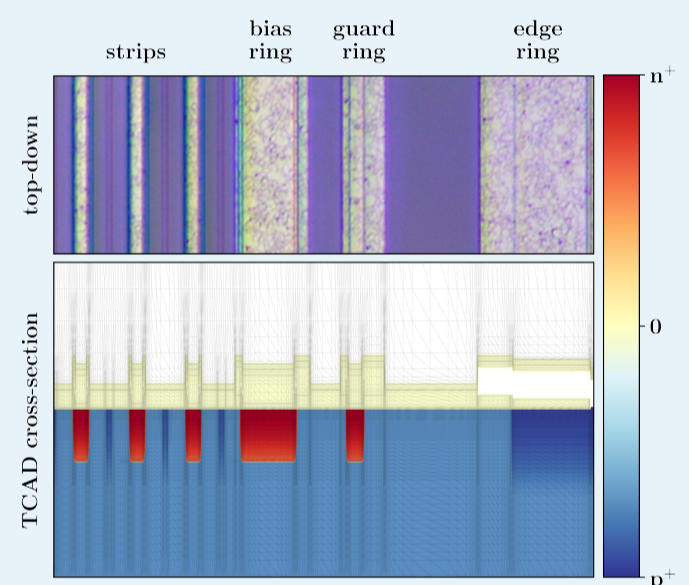 strips
bias
ring
guard
ring
edge
ring
top-down
TCAD cross-section
n⁺
0
p⁺